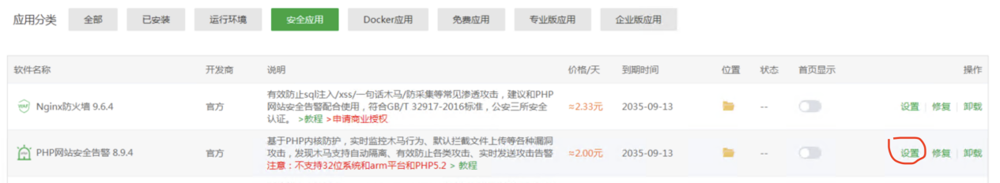 应用分类 全部 已安装 运行环境 安全应用 Docker应用 免费应用 专业版应用 企业版应用
软件名称 开发商 说明 价格/天 到期时间 位置 状态 首页显示 操作
有效防止sql注入/xss/一句话木马/防采集等常见渗透攻击，建议和PHP
Nginx防火墙 9.6.4 官方 网站安全告警配合使用，符合GB/T 32917-2016标准，公安三所安全 ≈2.33元 2035-09-13 -- 设置 | 修复 | 卸载
认证。 >教程 >申请商业授权
基于PHP内核防护，实时监控木马行为、默认拦截文件上传等各种漏洞
PHP网站安全告警 8.9.4 官方 攻击，发现木马支持自动隔离、有效防止各类攻击、实时发送攻击告警 ≈2.00元 2035-09-13 -- 设置 | 修复 | 卸载
注意：不支持32位系统和arm平台和PHP5.2 > 教程